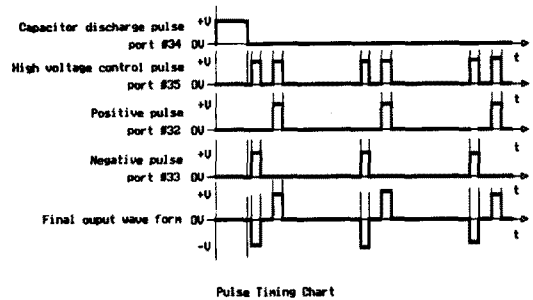 Capacitor discharge pulse +U
port #34 0V t
High voltage control pulse +U
port #35 0V t
Positive pulse +U
port #32 0V t
Negative pulse +U
port #33 0V t
+U
Final ouput wave form 0V t
-U
Pulse Timing Chart